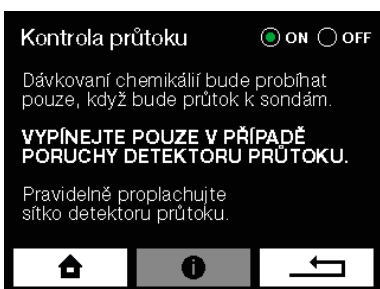 Kontrola průtoku ON OFF
Dávkovaní chemikálií bude probíhat
pouze, když bude průtok k sondám.
VYPÍNEJTE POUZE V PŘÍPADĚ
PORUCHY DETEKTORU PRŮTOKU.
Pravidelně proplachujte
sítko detektoru průtoku.